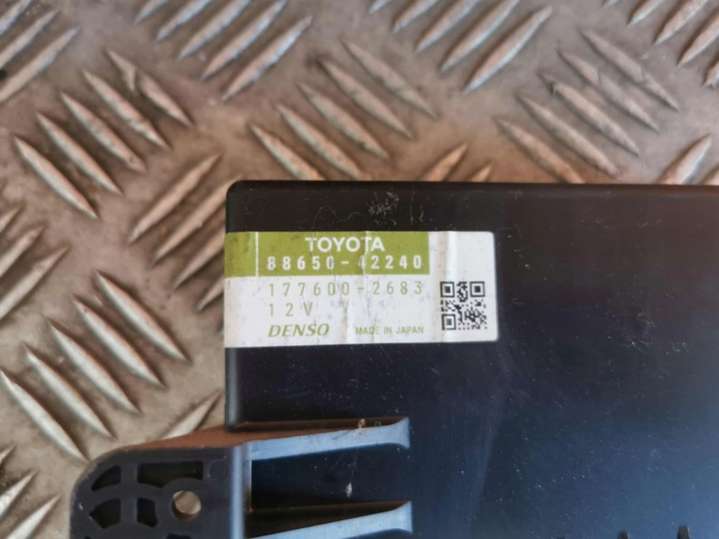 TOYOTA
88650-42240
177600-2683
12V
DENSO MADE IN JAPAN